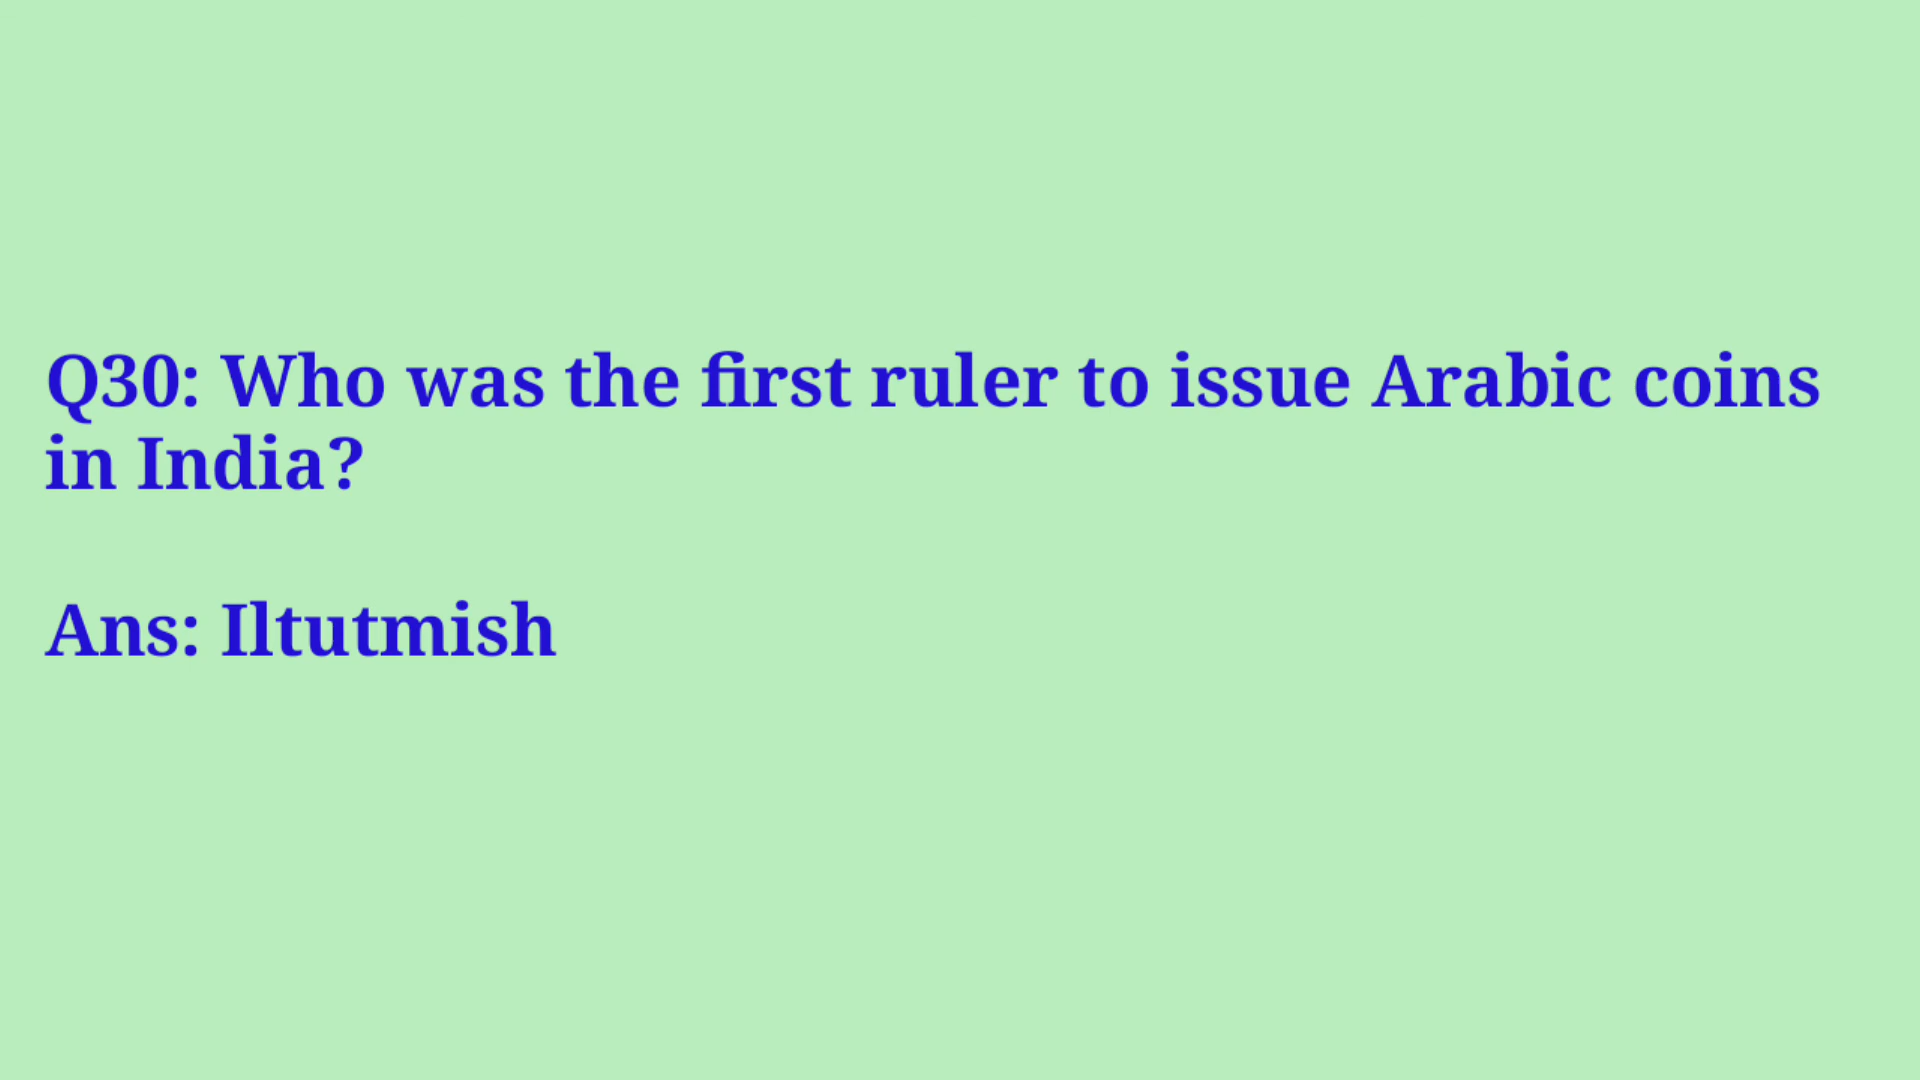 Q30: Who was the first ruler to issue Arabic coins
in India?
Ans: Iltutmish